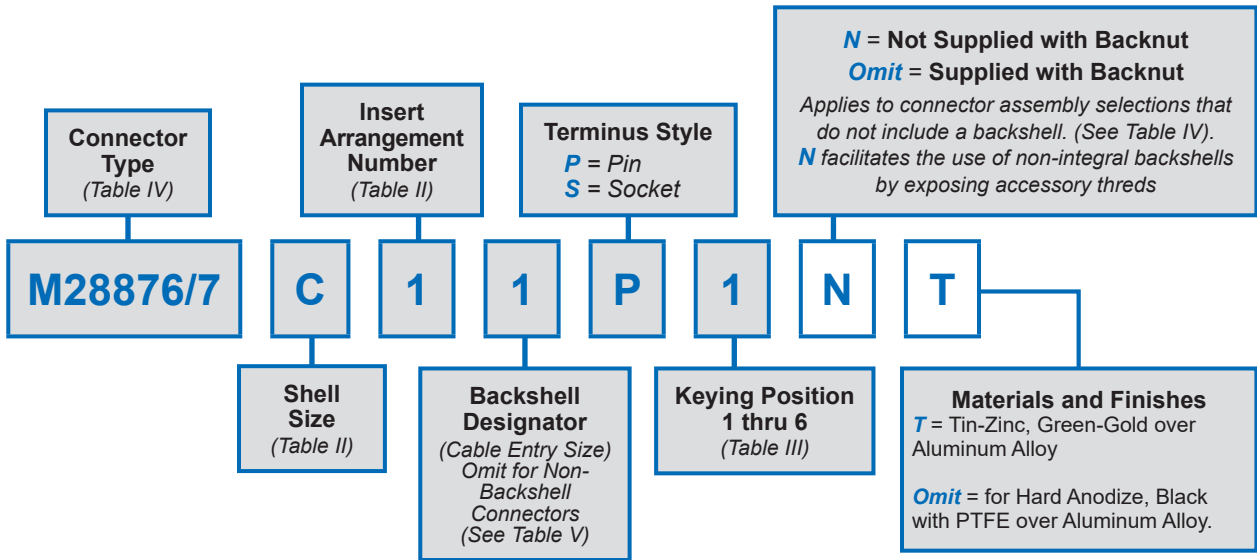 Connector
Type
(Table IV)
Insert
Arrangement
Number
(Table II)
Terminus Style
P = Pin
S = Socket
N = Not Supplied with Backnut
Omit = Supplied with Backnut
Applies to connector assembly selections that
do not include a backshell. (See Table IV).
N facilitates the use of non-integral backshells
by exposing accessory threds
M28876/7 C 1 1 P 1 N T
Shell
Size
(Table II)
Backshell
Designator
(Cable Entry Size)
Omit for Non-
Backshell
Connectors
(See Table V)
Keying Position
1 thru 6
(Table III)
Materials and Finishes
T = Tin-Zinc, Green-Gold over
Aluminum Alloy
Omit = for Hard Anodize, Black
with PTFE over Aluminum Alloy.